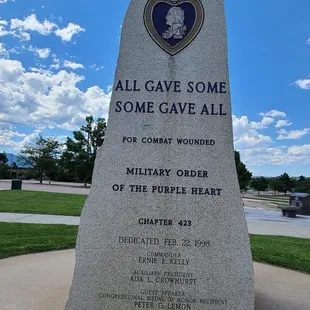 ALL GAVE SOME
SOME GAVE ALL
FOR COMBAT WOUNDED
MILITARY ORDER
OF THE PURPLE HEART
CHAPTER 423
DEDICATED FEB. 22, 1998
COMMANDER
ERNIE E. KELLY
AUXILIARY PRESIDENT
ADA L. CROWHURST
GUEST SPEAKER
CONGRESSIONAL MEDAL OF HONOR RECIPIENT
PETER C. LEMON